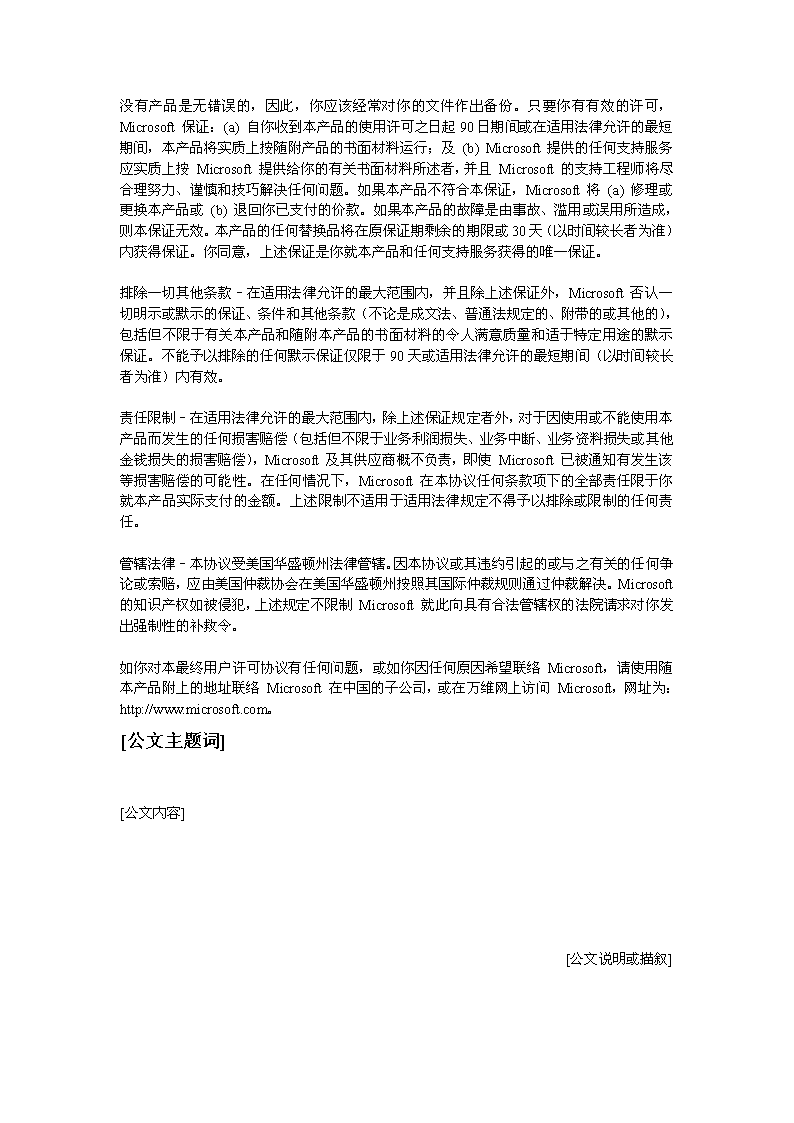 没有产品是无错误的，因此，你应该经常对你的文件作出备份。只要你有有效的许可，
Microsoft 保证：(a) 自你收到本产品的使用许可之日起 90 日期间或在适用法律允许的最短
期间，本产品将实质上按随附产品的书面材料运行；及 (b) Microsoft 提供的任何支持服务
应实质上按 Microsoft 提供给你的有关书面材料所述者，并且 Microsoft 的支持工程师将尽
合理努力、谨慎和技巧解决任何问题。如果本产品不符合本保证，Microsoft 将 (a) 修理或
更换本产品或 (b) 退回你已支付的价款。如果本产品的故障是由事故、滥用或误用所造成，
则本保证无效。本产品的任何替换品将在原保证期剩余的期限或 30 天（以时间较长者为准）
内获得保证。你同意，上述保证是你就本产品和任何支持服务获得的唯一保证。
排除一切其他条款 - 在适用法律允许的最大范围内，并且除上述保证外，Microsoft 否认一
切明示或默示的保证、条件和其他条款（不论是成文法、普通法规定的、附带的或其他的），
包括但不限于有关本产品和随附本产品的书面材料的令人满意质量和适于特定用途的默示
保证。不能予以排除的任何默示保证仅限于 90 天或适用法律允许的最短期间（以时间较长
者为准）内有效。
责任限制 - 在适用法律允许的最大范围内，除上述保证规定者外，对于因使用或不能使用本
产品而发生的任何损害赔偿（包括但不限于业务利润损失、业务中断、业务资料损失或其他
金钱损失的损害赔偿），Microsoft 及其供应商概不负责，即使 Microsoft 已被通知有发生该
等损害赔偿的可能性。在任何情况下，Microsoft 在本协议任何条款项下的全部责任限于你
就本产品实际支付的金额。上述限制不适用于适用法律规定不得予以排除或限制的任何责
任。
管辖法律 - 本协议受美国华盛顿州法律管辖。因本协议或其违约引起的或与之有关的任何争
论或索赔，应由美国仲裁协会在美国华盛顿州按照其国际仲裁规则通过仲裁解决。Microsoft
的知识产权如被侵犯，上述规定不限制 Microsoft 就此向具有合法管辖权的法院请求对你发
出强制性的补救令。
如你对本最终用户许可协议有任何问题，或如你因任何原因希望联络 Microsoft，请使用随
本产品附上的地址联络 Microsoft 在中国的子公司，或在万维网上访问 Microsoft，网址为：
http://www.microsoft.com。
[公文主题词]
[公文内容]
[公文说明或描叙]